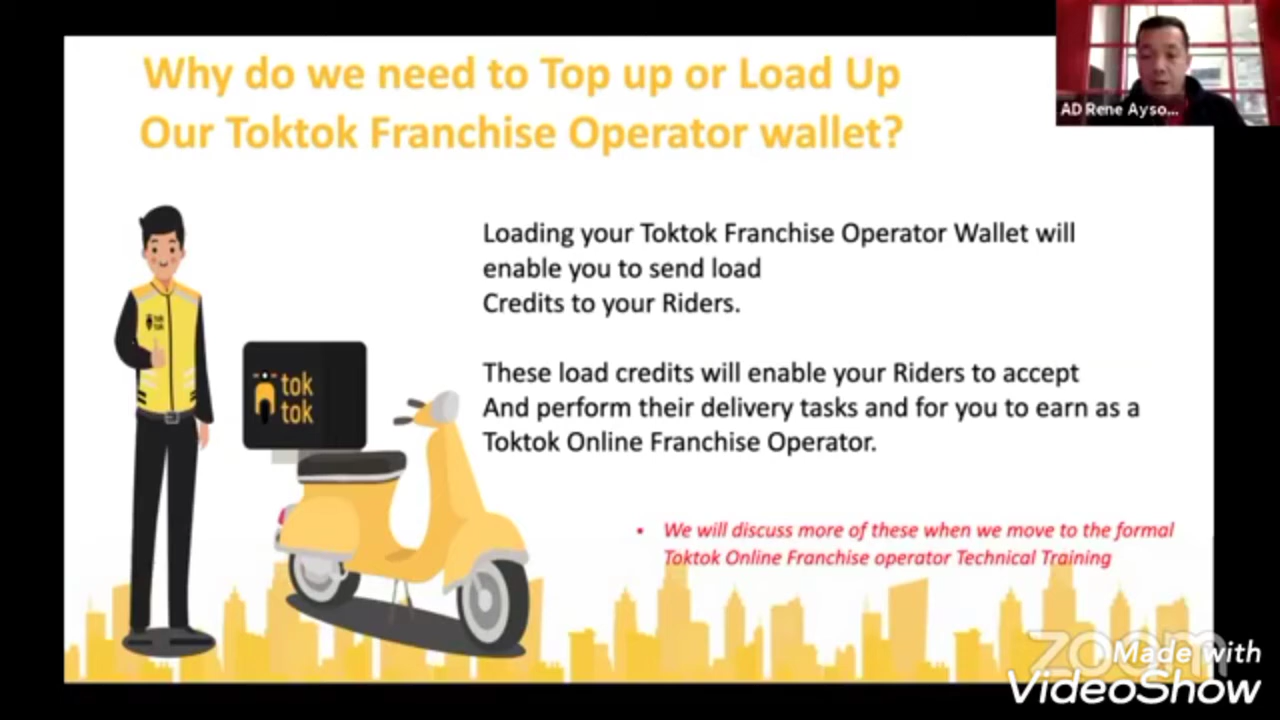 Why do we need to Top up or Load Up
Our Toktok Franchise Operator wallet?
AD Rene Ayso...
Loading your Toktok Franchise Operator Wallet will
enable you to send load
Credits to your Riders.
These load credits will enable your Riders to accept
And perform their delivery tasks and for you to earn as a
Toktok Online Franchise Operator.
tok
tok
tok
tok
• We will discuss more of these when we move to the formal
Toktok Online Franchise operator Technical Training
zoom
Made with
VideoShow